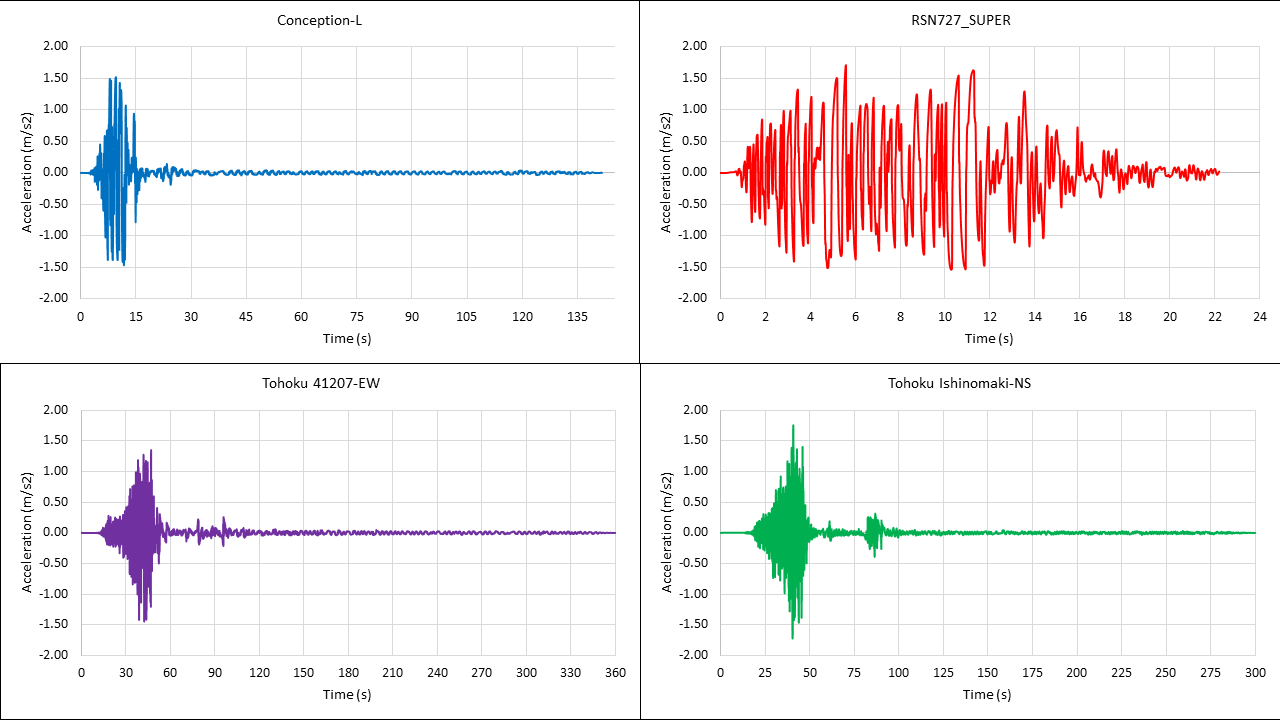 Conception-L
2.00
1.50
1.00
0.50
0.00
-0.50
-1.00
-1.50
-2.00
Acceleration (m/s2)
0 15 30 45 60 75 90 105 120 135
Time (s)
RSN727_SUPER
2.00
1.50
1.00
0.50
0.00
-0.50
-1.00
-1.50
-2.00
Acceleration (m/s2)
0 2 4 6 8 10 12 14 16 18 20 22 24
Time (s)
Tohoku 41207-EW
2.00
1.50
1.00
0.50
0.00
-0.50
-1.00
-1.50
-2.00
Acceleration (m/s2)
0 30 60 90 120 150 180 210 240 270 300 330 360
Time (s)
Tohoku Ishinomaki-NS
2.00
1.50
1.00
0.50
0.00
-0.50
-1.00
-1.50
-2.00
Acceleration (m/s2)
0 25 50 75 100 125 150 175 200 225 250 275 300
Time (s)